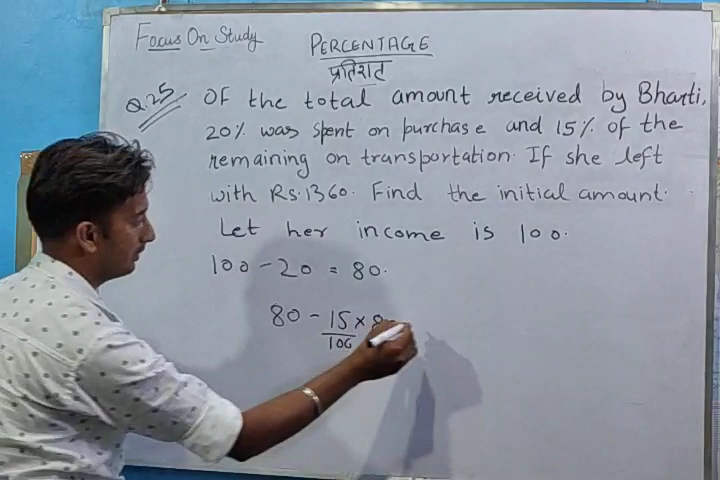 Focus On Study
PERCENTAGE
प्रतिशत
Q.25 Of the total amount received by Bharti,
20% was spent on purchase and 15% of the
remaining on transportation. If she left
with Rs.1360. Find the initial amount.
Let her income is 100.
100 - 20 = 80.
80 - 15/100 × 8